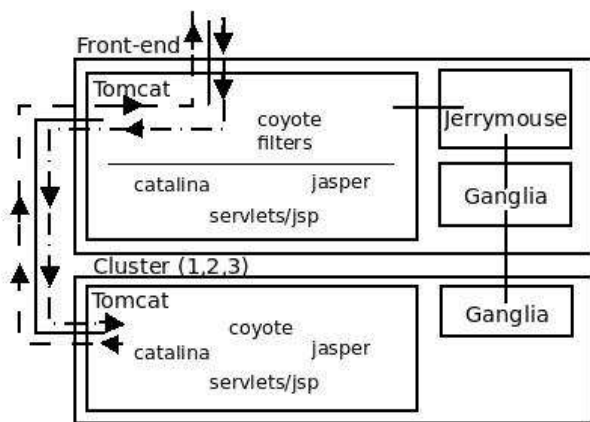 Front-end
Tomcat
coyote
filters
Jerrymouse
catalina
jasper
servlets/jsp
Ganglia
Cluster (1,2,3)
Tomcat
coyote
catalina
jasper
servlets/jsp
Ganglia